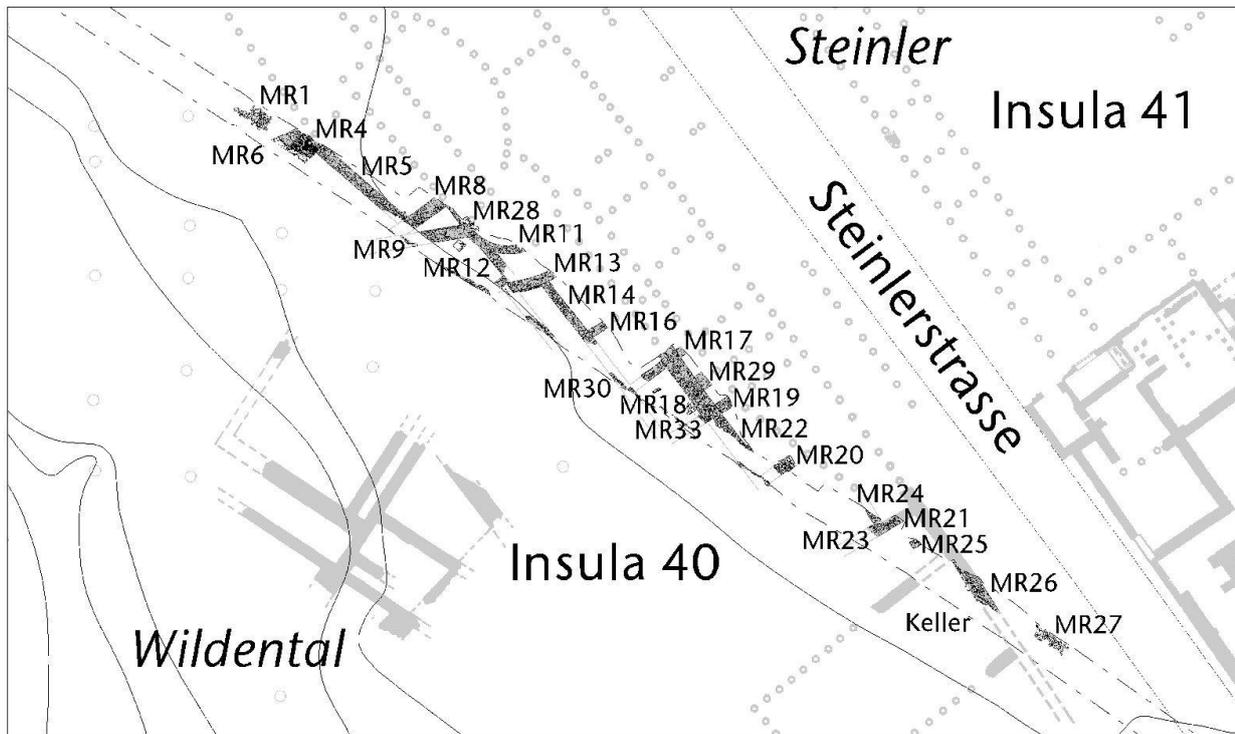 Steinler
Insula 41
MR1
MR4
MR6
MR5
MR8
MR28
MR9
MR11
MR12
MR13
MR14
MR16
Steinlerstrasse
MR17
MR30
MR29
MR18
MR19
MR33
MR22
MR20
MR24
MR21
MR23
MR25
Insula 40
MR26
Keller
MR27
Wildental